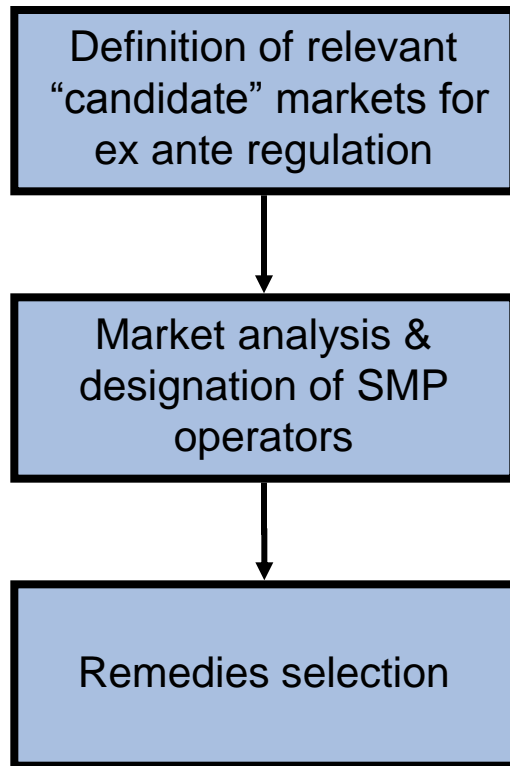 Definition of relevant
“candidate” markets for
ex ante regulation
Market analysis &
designation of SMP
operators
Remedies selection